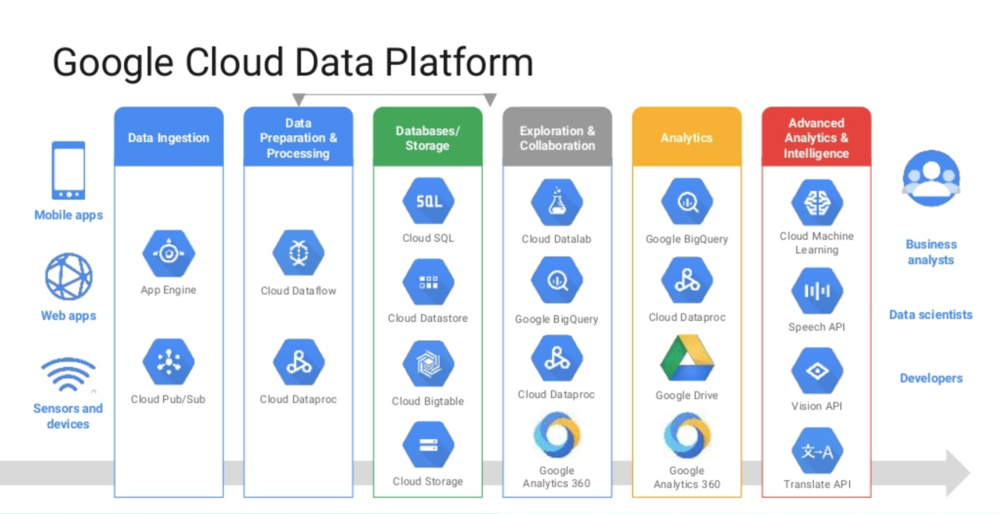 Google Cloud Data Platform
Mobile apps
Web apps
Sensors and
devices
Data Ingestion
App Engine
Cloud Pub/Sub
Data
Preparation &
Processing
Cloud Dataflow
Cloud Dataproc
Databases/
Storage
SQL
Cloud SQL
Cloud Datastore
Cloud Bigtable
Cloud Storage
Exploration &
Collaboration
Cloud Datalab
Google BigQuery
Cloud Dataproc
Google
Analytics 360
Analytics
Google BigQuery
Cloud Dataproc
Google Drive
Google
Analytics 360
Advanced
Analytics &
Intelligence
Cloud Machine
Learning
Speech API
Vision API
文→A
Translate API
Business
analysts
Data scientists
Developers